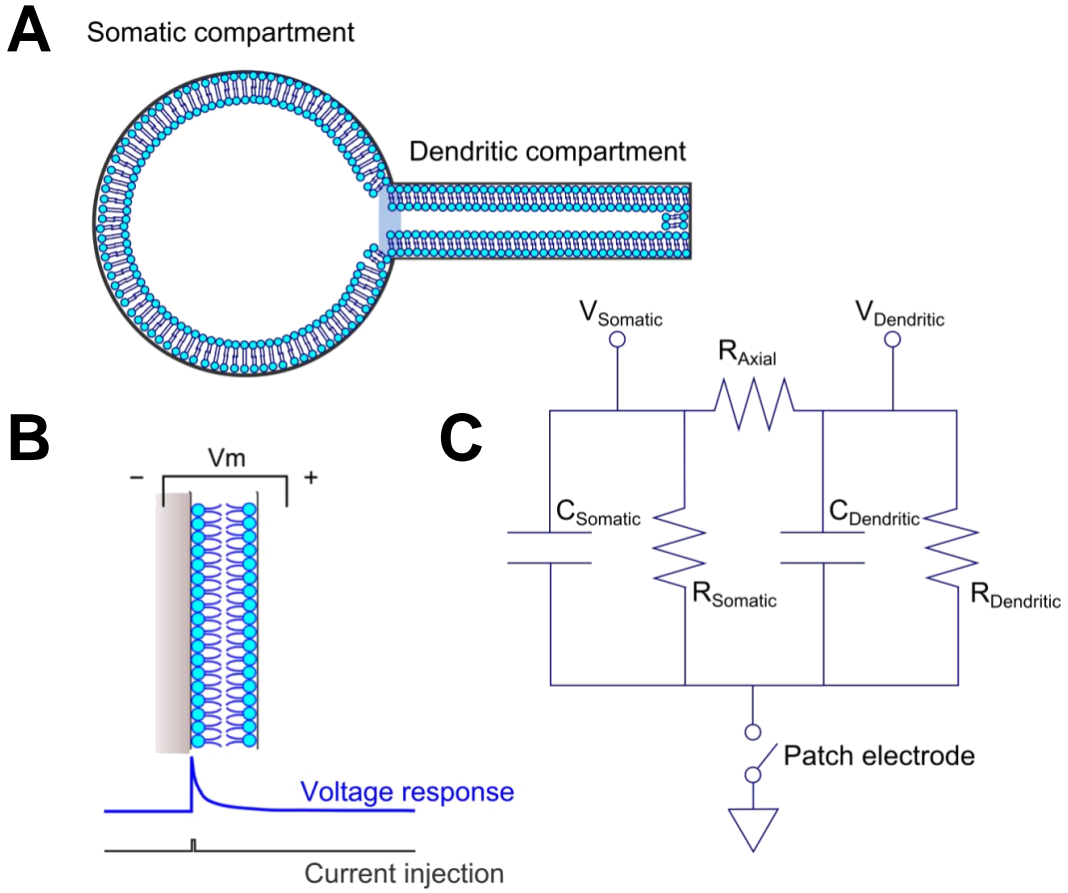 A
Somatic compartment
Dendritic compartment
B
Vm
− +
Voltage response
Current injection
C
VSomatic
VDendritic
RAxial
CSomatic
RSomatic
CDendritic
RDendritic
Patch electrode